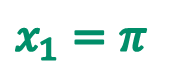 x₁ = π